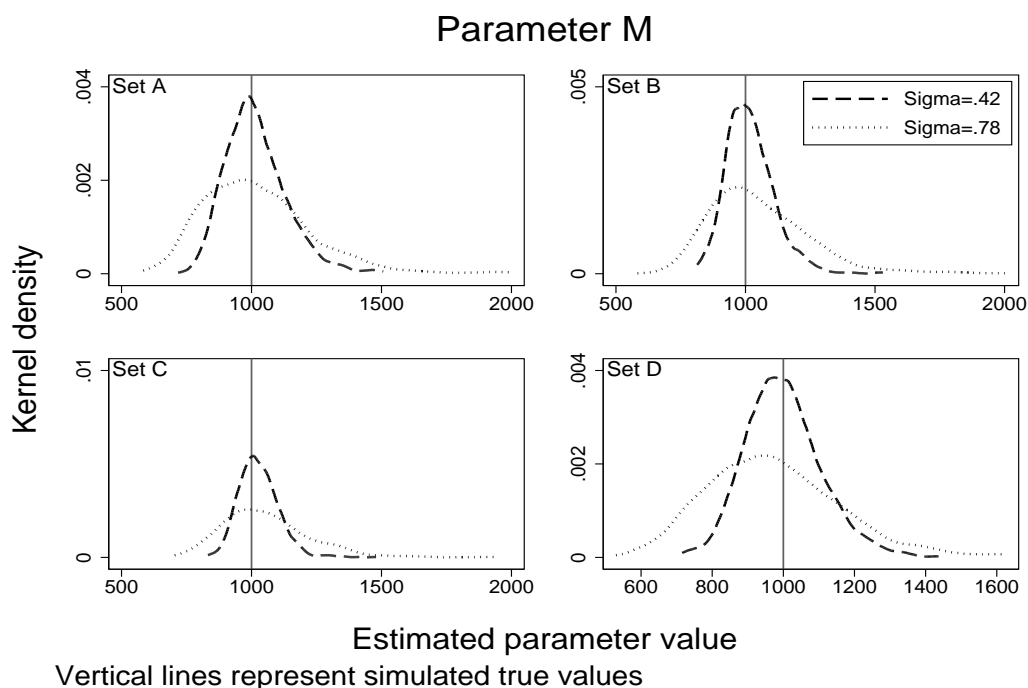 Parameter M
Kernel density
Set A
.004
.002
0
500 1000 1500 2000
Set B
.005
0
500 1000 1500 2000
Sigma=.42
Sigma=.78
Set C
.01
0
500 1000 1500 2000
Set D
.004
.002
0
600 800 1000 1200 1400 1600
Estimated parameter value
Vertical lines represent simulated true values